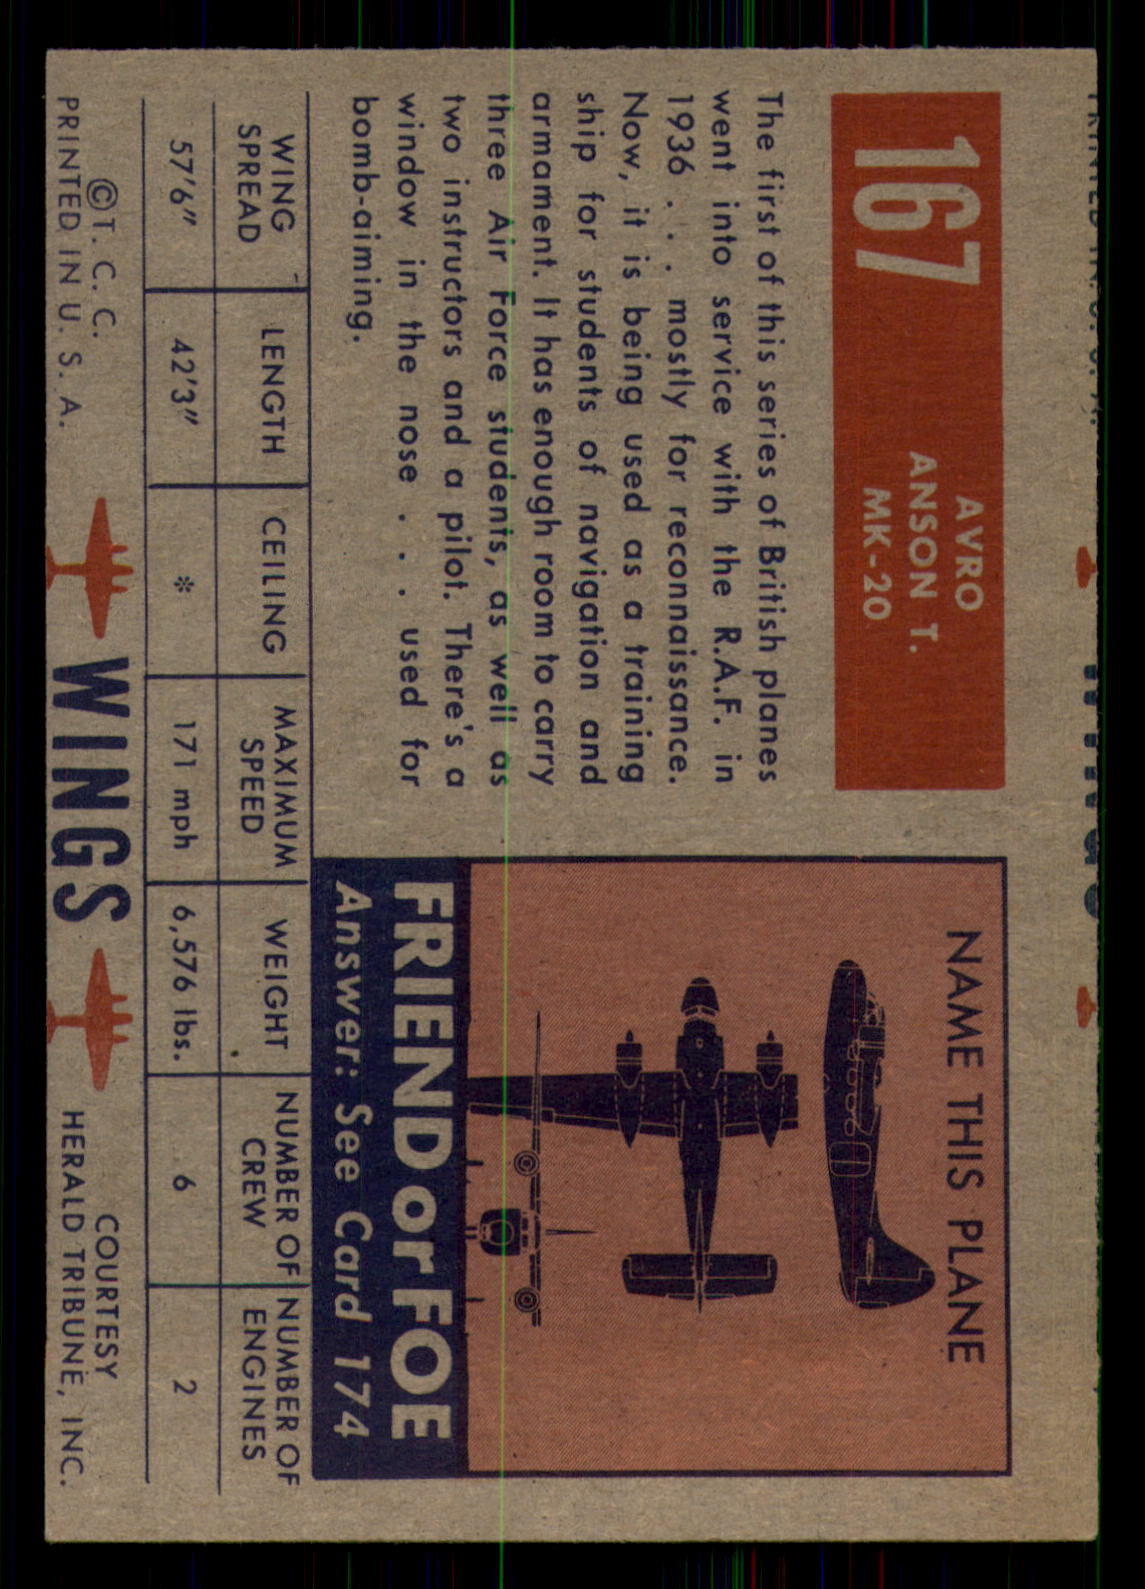 167
AVRO
ANSON T.
MK-20
The first of this series of British planes
went into service with the R.A.F. in
1936 . . . mostly for reconnaissance.
Now, it is being used as a training
ship for students of navigation and
armament. It has enough room to carry
three Air Force students, as well as
two instructors and a pilot. There's a
window in the nose . . . used for
bomb-aiming.
NAME THIS PLANE
FRIEND or FOE
Answer: See Card 174
WING SPREAD LENGTH CEILING MAXIMUM SPEED WEIGHT NUMBER OF CREW NUMBER OF ENGINES
57'6" 42'3" * 171 mph 6,576 lbs. 6 2
©T. C. C.
PRINTED IN U. S. A.
WINGS
COURTESY
HERALD TRIBUNE, INC.